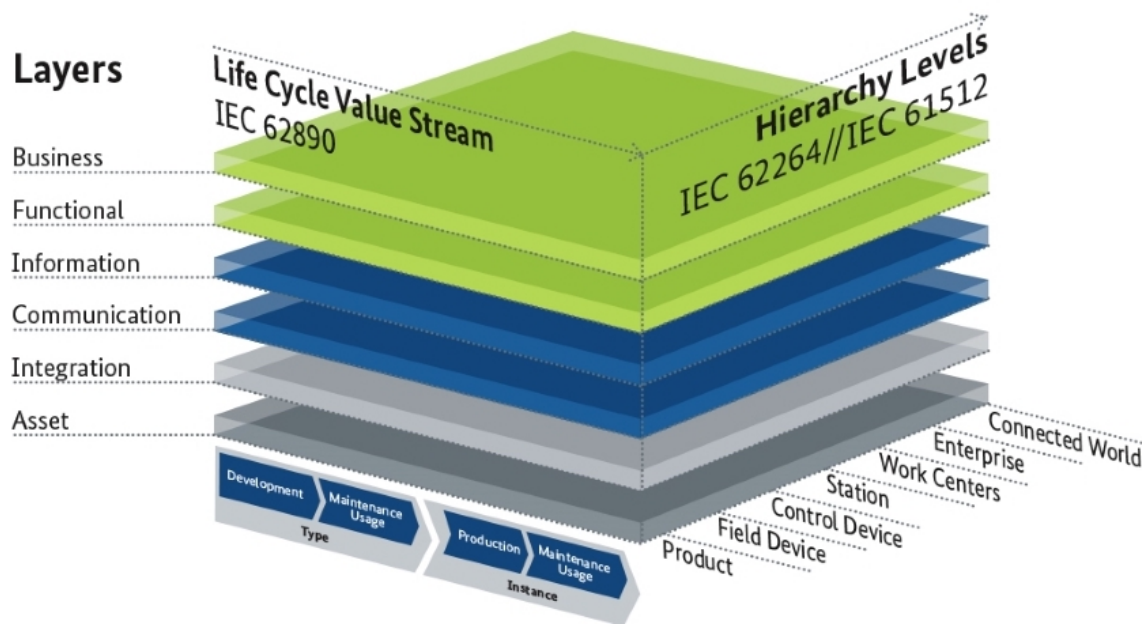 Layers
Life Cycle Value Stream
IEC 62890
Hierarchy Levels
IEC 62264//IEC 61512
Business
Functional
Information
Communication
Integration
Asset
Development
Maintenance
Usage
Type
Production
Maintenance
Usage
Instance
Connected World
Enterprise
Work Centers
Station
Control Device
Field Device
Product